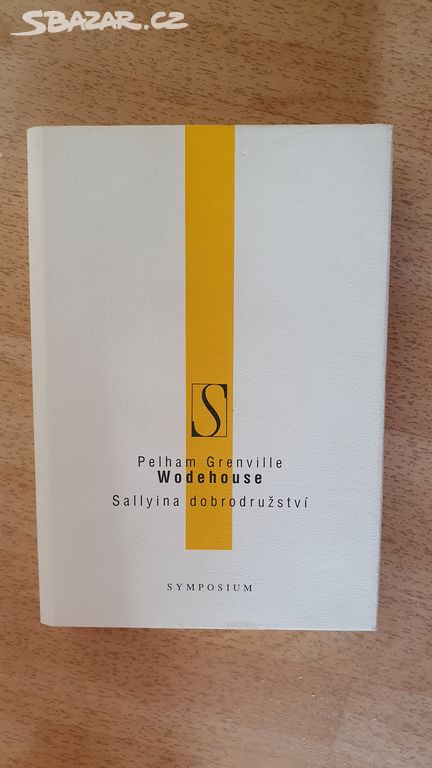 SBAZAR.CZ
S
Pelham Grenville
Wodehouse
Sallyina dobrodružství
SYMPOSIUM